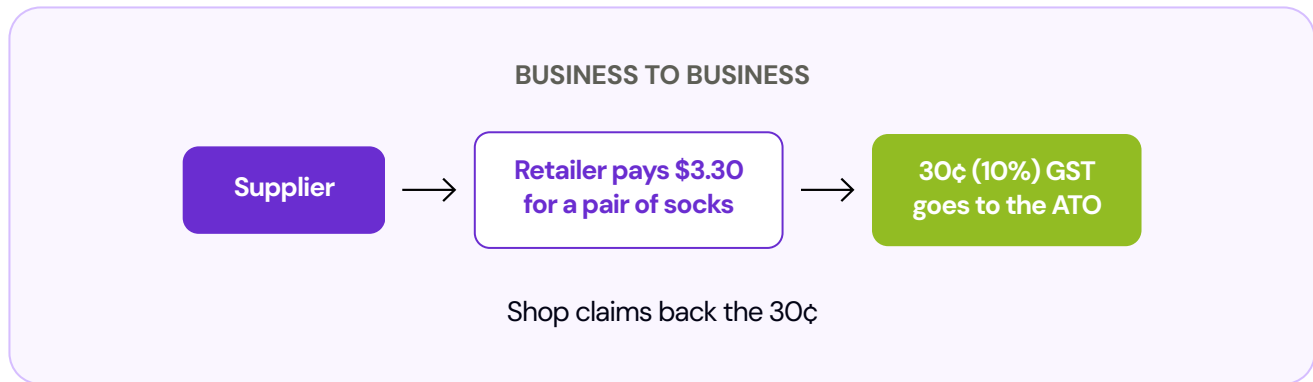 BUSINESS TO BUSINESS
Supplier
Retailer pays $3.30
for a pair of socks
30¢ (10%) GST
goes to the ATO
Shop claims back the 30¢